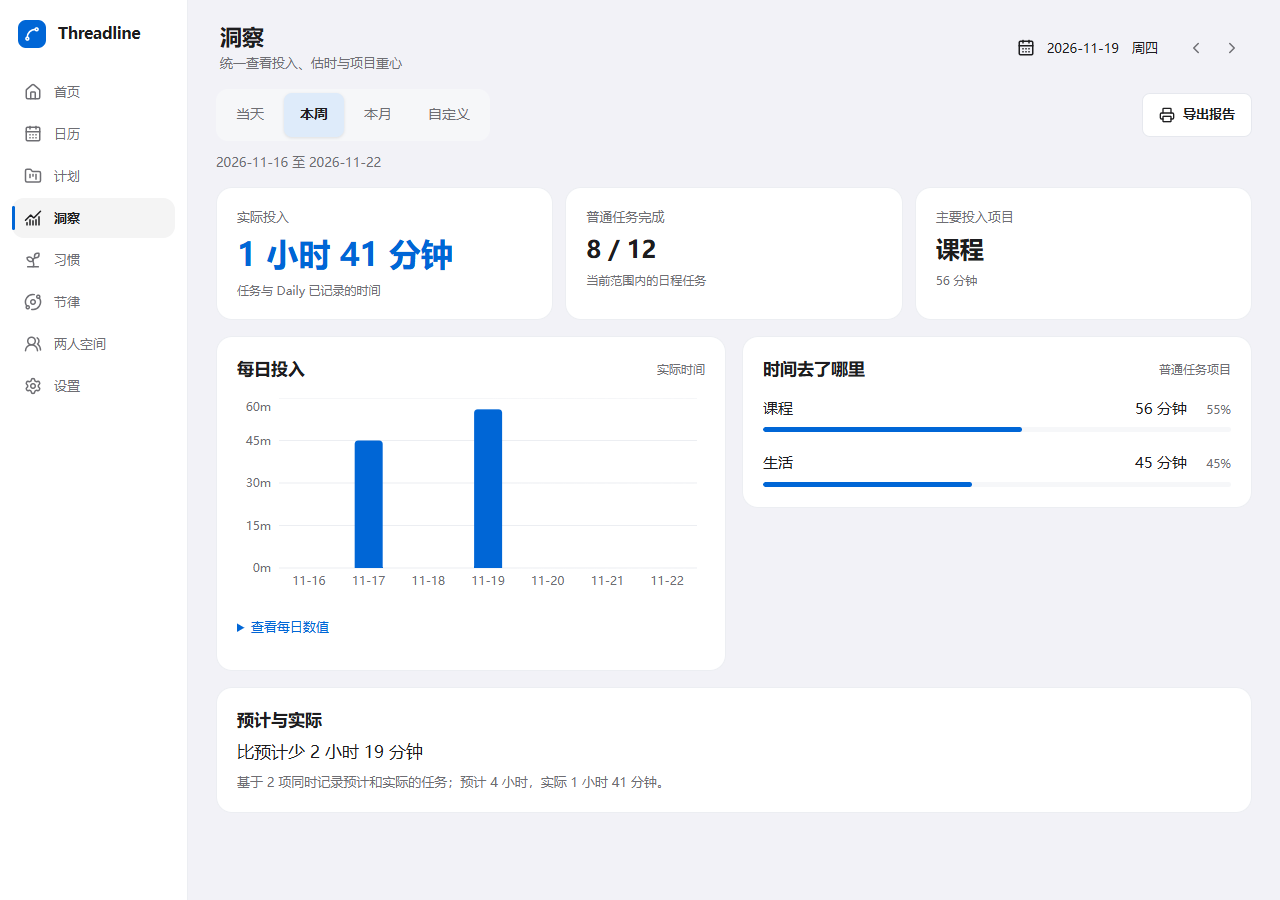 Threadline
首页
日历
计划
洞察
习惯
节律
两人空间
设置
洞察
统一查看投入、估时与项目重心
2026-11-19 周四
当天 本周 本月 自定义
导出报告
2026-11-16 至 2026-11-22
实际投入
1 小时 41 分钟
任务与 Daily 已记录的时间
普通任务完成
8 / 12
当前范围内的日程任务
主要投入项目
课程
56 分钟
每日投入 实际时间
60m
45m
30m
15m
0m
11-16 11-17 11-18 11-19 11-20 11-21 11-22
查看每日数值
时间去了哪里 普通任务项目
课程 56 分钟 55%
生活 45 分钟 45%
预计与实际
比预计少 2 小时 19 分钟
基于 2 项同时记录预计和实际的任务；预计 4 小时，实际 1 小时 41 分钟。